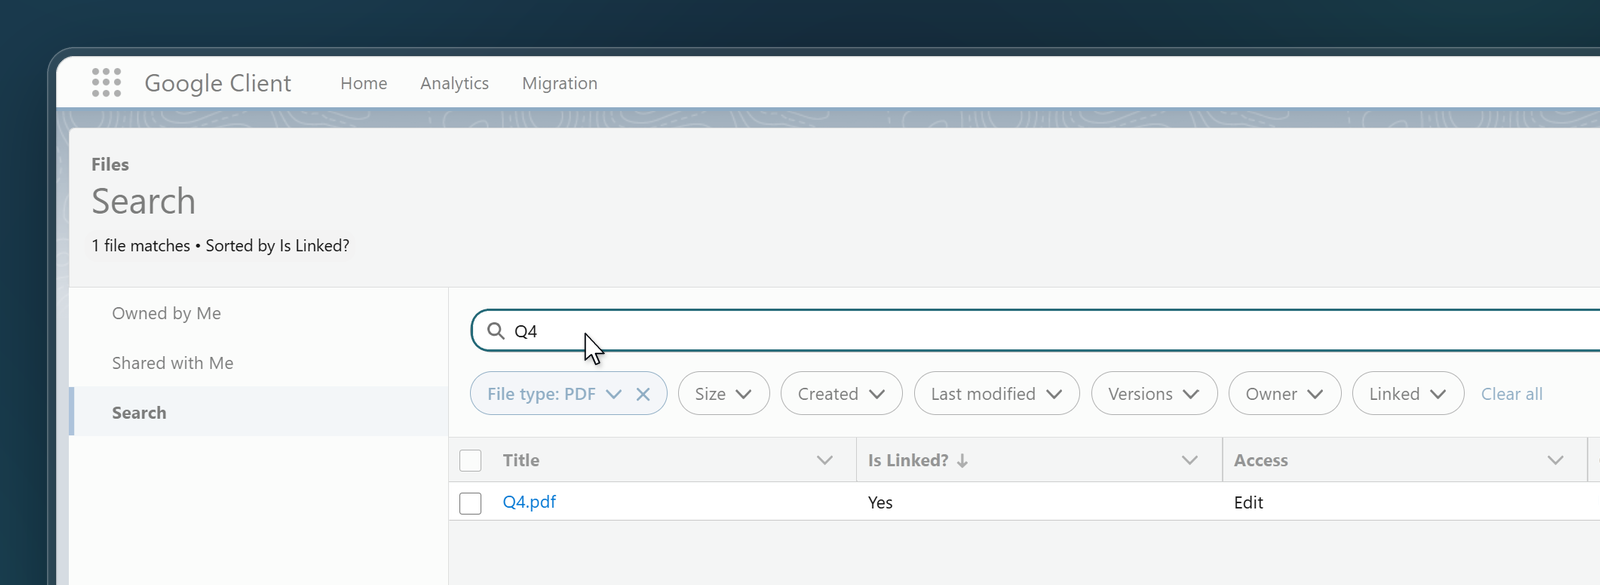 Google Client Home Analytics Migration
Files
Search
1 file matches • Sorted by Is Linked?
Owned by Me
Shared with Me
Search
Q4
File type: PDF Size Created Last modified Versions Owner Linked Clear all
Title Is Linked? Access
Q4.pdf Yes Edit